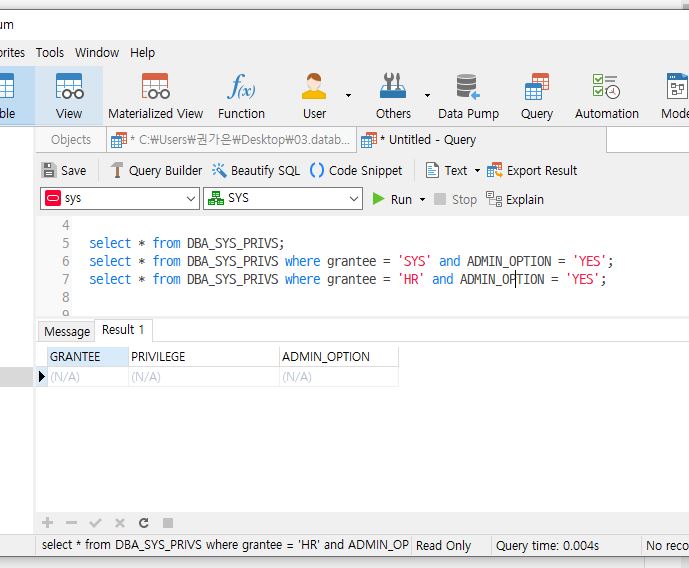 um
orites Tools Window Help
ble View Materialized View Function User Others Data Pump Query Automation Mode
f(x)
Objects * C:₩Users₩권가은₩Desktop₩03.datab... * Untitled - Query
Save Query Builder Beautify SQL () Code Snippet Text Export Result
sys SYS Run Stop Explain
4
5 select * from DBA_SYS_PRIVS;
6 select * from DBA_SYS_PRIVS where grantee = 'SYS' and ADMIN_OPTION = 'YES';
7 select * from DBA_SYS_PRIVS where grantee = 'HR' and ADMIN_OPTION = 'YES';
8
9
Message Result 1
GRANTEE PRIVILEGE ADMIN_OPTION
(N/A) (N/A) (N/A)
select * from DBA_SYS_PRIVS where grantee = 'HR' and ADMIN_OP Read Only Query time: 0.004s No reco